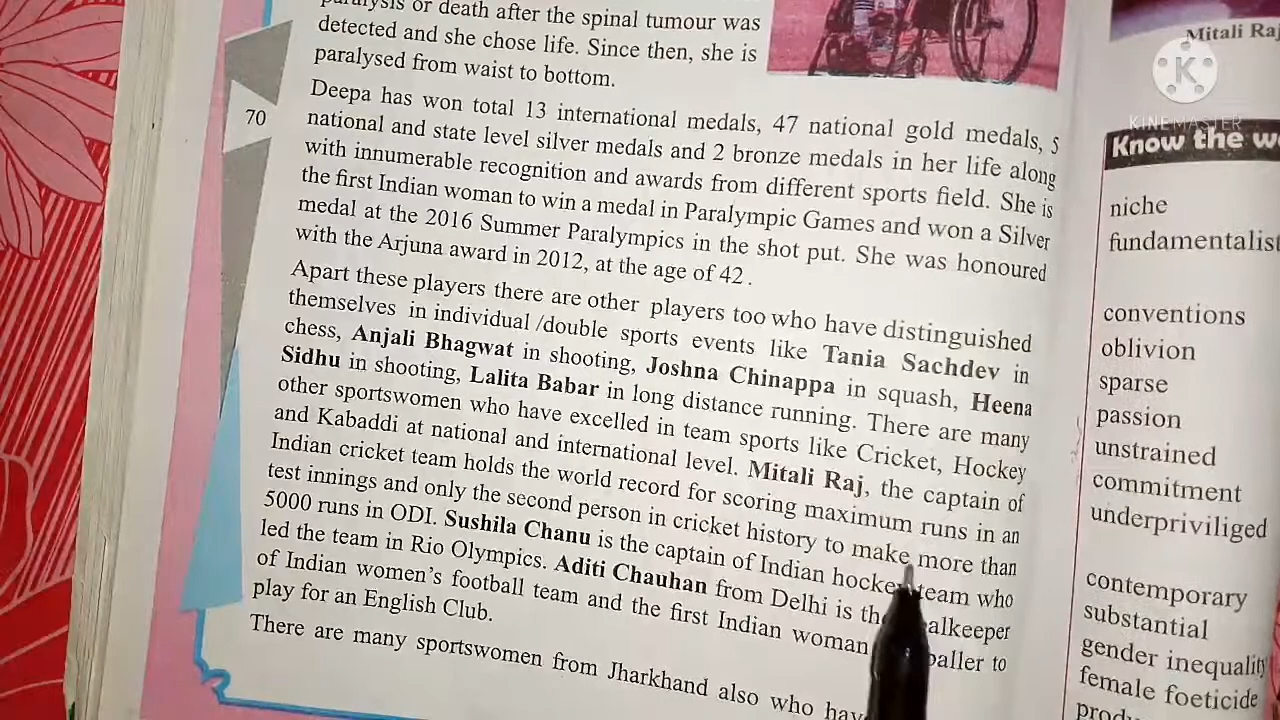 paralysis or death after the spinal tumour was
detected and she chose life. Since then, she is
paralysed from waist to bottom.
70
Deepa has won total 13 international medals, 47 national gold medals, 5
national and state level silver medals and 2 bronze medals in her life along
with innumerable recognition and awards from different sports field. She is
the first Indian woman to win a medal in Paralympic Games and won a Silver
medal at the 2016 Summer Paralympics in the shot put. She was honoured
with the Arjuna award in 2012, at the age of 42 .
Apart these players there are other players too who have distinguished
themselves in individual /double sports events like Tania Sachdev in
chess, Anjali Bhagwat in shooting, Joshna Chinappa in squash, Heena
Sidhu in shooting, Lalita Babar in long distance running. There are many
other sportswomen who have excelled in team sports like Cricket, Hockey
and Kabaddi at national and international level. Mitali Raj, the captain of
Indian cricket team holds the world record for scoring maximum runs in an
test innings and only the second person in cricket history to make more than
5000 runs in ODI. Sushila Chanu is the captain of Indian hockey team who
led the team in Rio Olympics. Aditi Chauhan from Delhi is the
of Indian women's football team and the first Indian woman to
play for an English Club.
There are many sportswomen from Jharkhand also who
Mitali Raj
K
KINEMASTER
Know the
niche
fundamentalist
conventions
oblivion
sparse
passion
unstrained
commitment
underpriviliged
contemporary
substantial
gender inequality
female foeticide